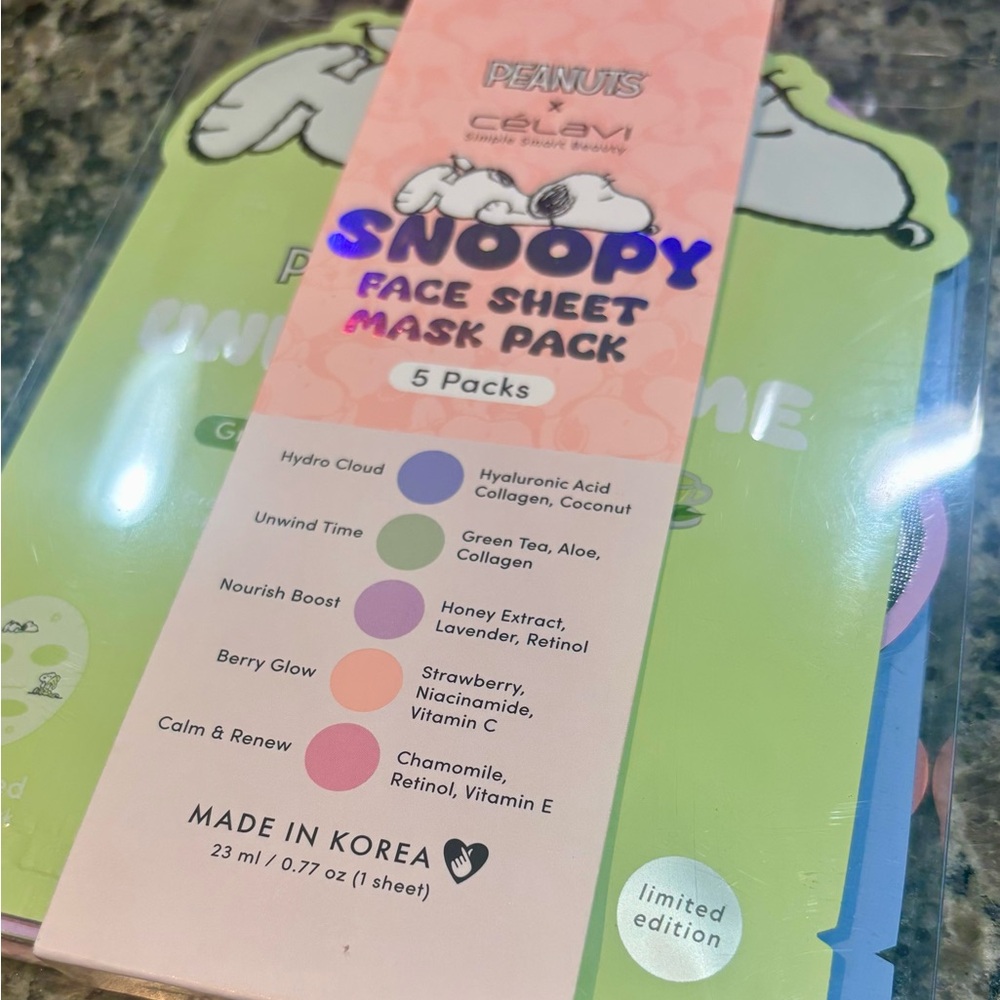 PEANUTS
x
céLavi
Simple Smart Beauty
SNOOPY
FACE SHEET
MASK PACK
5 Packs
Hydro Cloud
Hyaluronic Acid
Collagen, Coconut
Unwind Time
Green Tea, Aloe,
Collagen
Nourish Boost
Honey Extract,
Lavender, Retinol
Berry Glow
Strawberry,
Niacinamide,
Vitamin C
Calm & Renew
Chamomile,
Retinol, Vitamin E
MADE IN KOREA
23 ml / 0.77 oz (1 sheet)
limited
edition